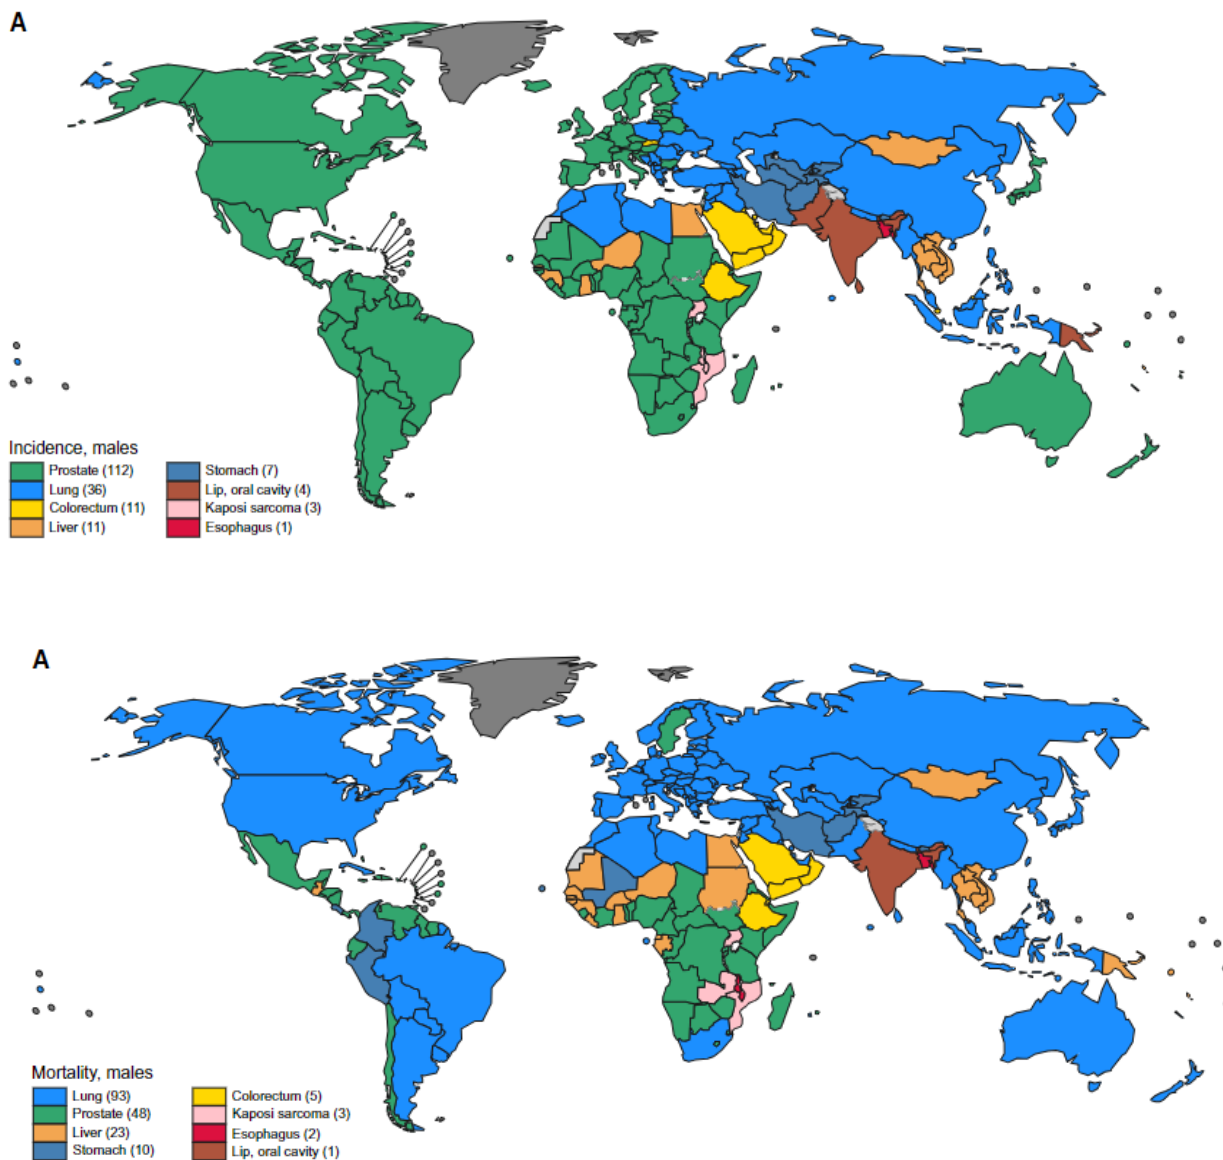 A
Incidence, males
Prostate (112)
Lung (36)
Colorectum (11)
Liver (11)
Stomach (7)
Lip, oral cavity (4)
Kaposi sarcoma (3)
Esophagus (1)
A
Mortality, males
Lung (93)
Prostate (48)
Liver (23)
Stomach (10)
Colorectum (5)
Kaposi sarcoma (3)
Esophagus (2)
Lip, oral cavity (1)